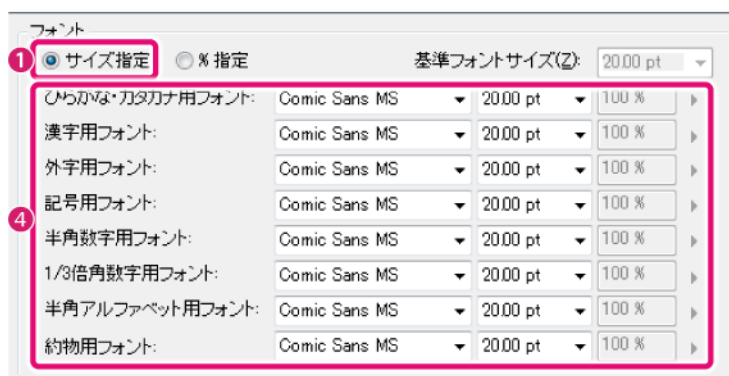 フォント
1 サイズ指定 % 指定 基準フォントサイズ(Z): 20.00 pt
ひらがな・カタカナ用フォント: Comic Sans MS 20.00 pt 100 %
漢字用フォント: Comic Sans MS 20.00 pt 100 %
外字用フォント: Comic Sans MS 20.00 pt 100 %
記号用フォント: Comic Sans MS 20.00 pt 100 %
4
半角数字用フォント: Comic Sans MS 20.00 pt 100 %
1/3倍角数字用フォント: Comic Sans MS 20.00 pt 100 %
半角アルファベット用フォント: Comic Sans MS 20.00 pt 100 %
約物用フォント: Comic Sans MS 20.00 pt 100 %